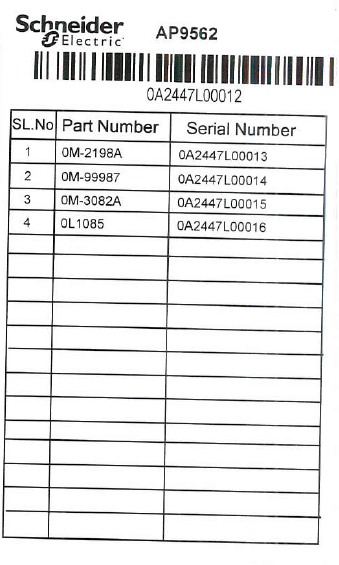 Schneider
Electric
AP9562
0A2447L00012
SL.No Part Number Serial Number
1 0M-2198A 0A2447L00013
2 0M-99987 0A2447L00014
3 0M-3082A 0A2447L00015
4 0L1085 0A2447L00016